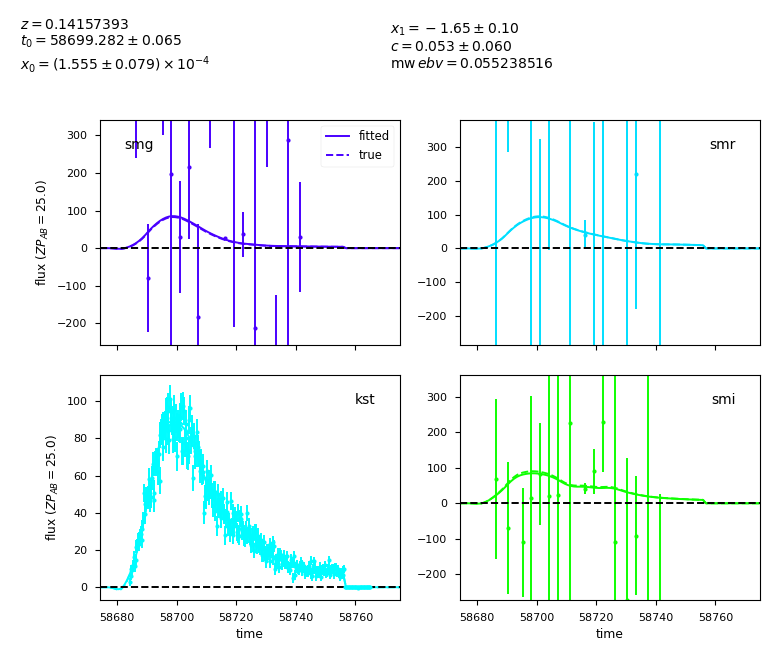 z = 0.14157393
t₀ = 58699.282 ± 0.065
x₀ = (1.555 ± 0.079) × 10⁻⁴
x₁ = −1.65 ± 0.10
c = 0.053 ± 0.060
mw ebv = 0.055238516
smg
fitted
true
300
200
100
0
−100
−200
flux (ZP_AB = 25.0)
smr
300
200
100
0
−100
−200
kst
100
80
60
40
20
0
flux (ZP_AB = 25.0)
58680 58700 58720 58740 58760
time
smi
300
200
100
0
−100
−200
58680 58700 58720 58740 58760
time